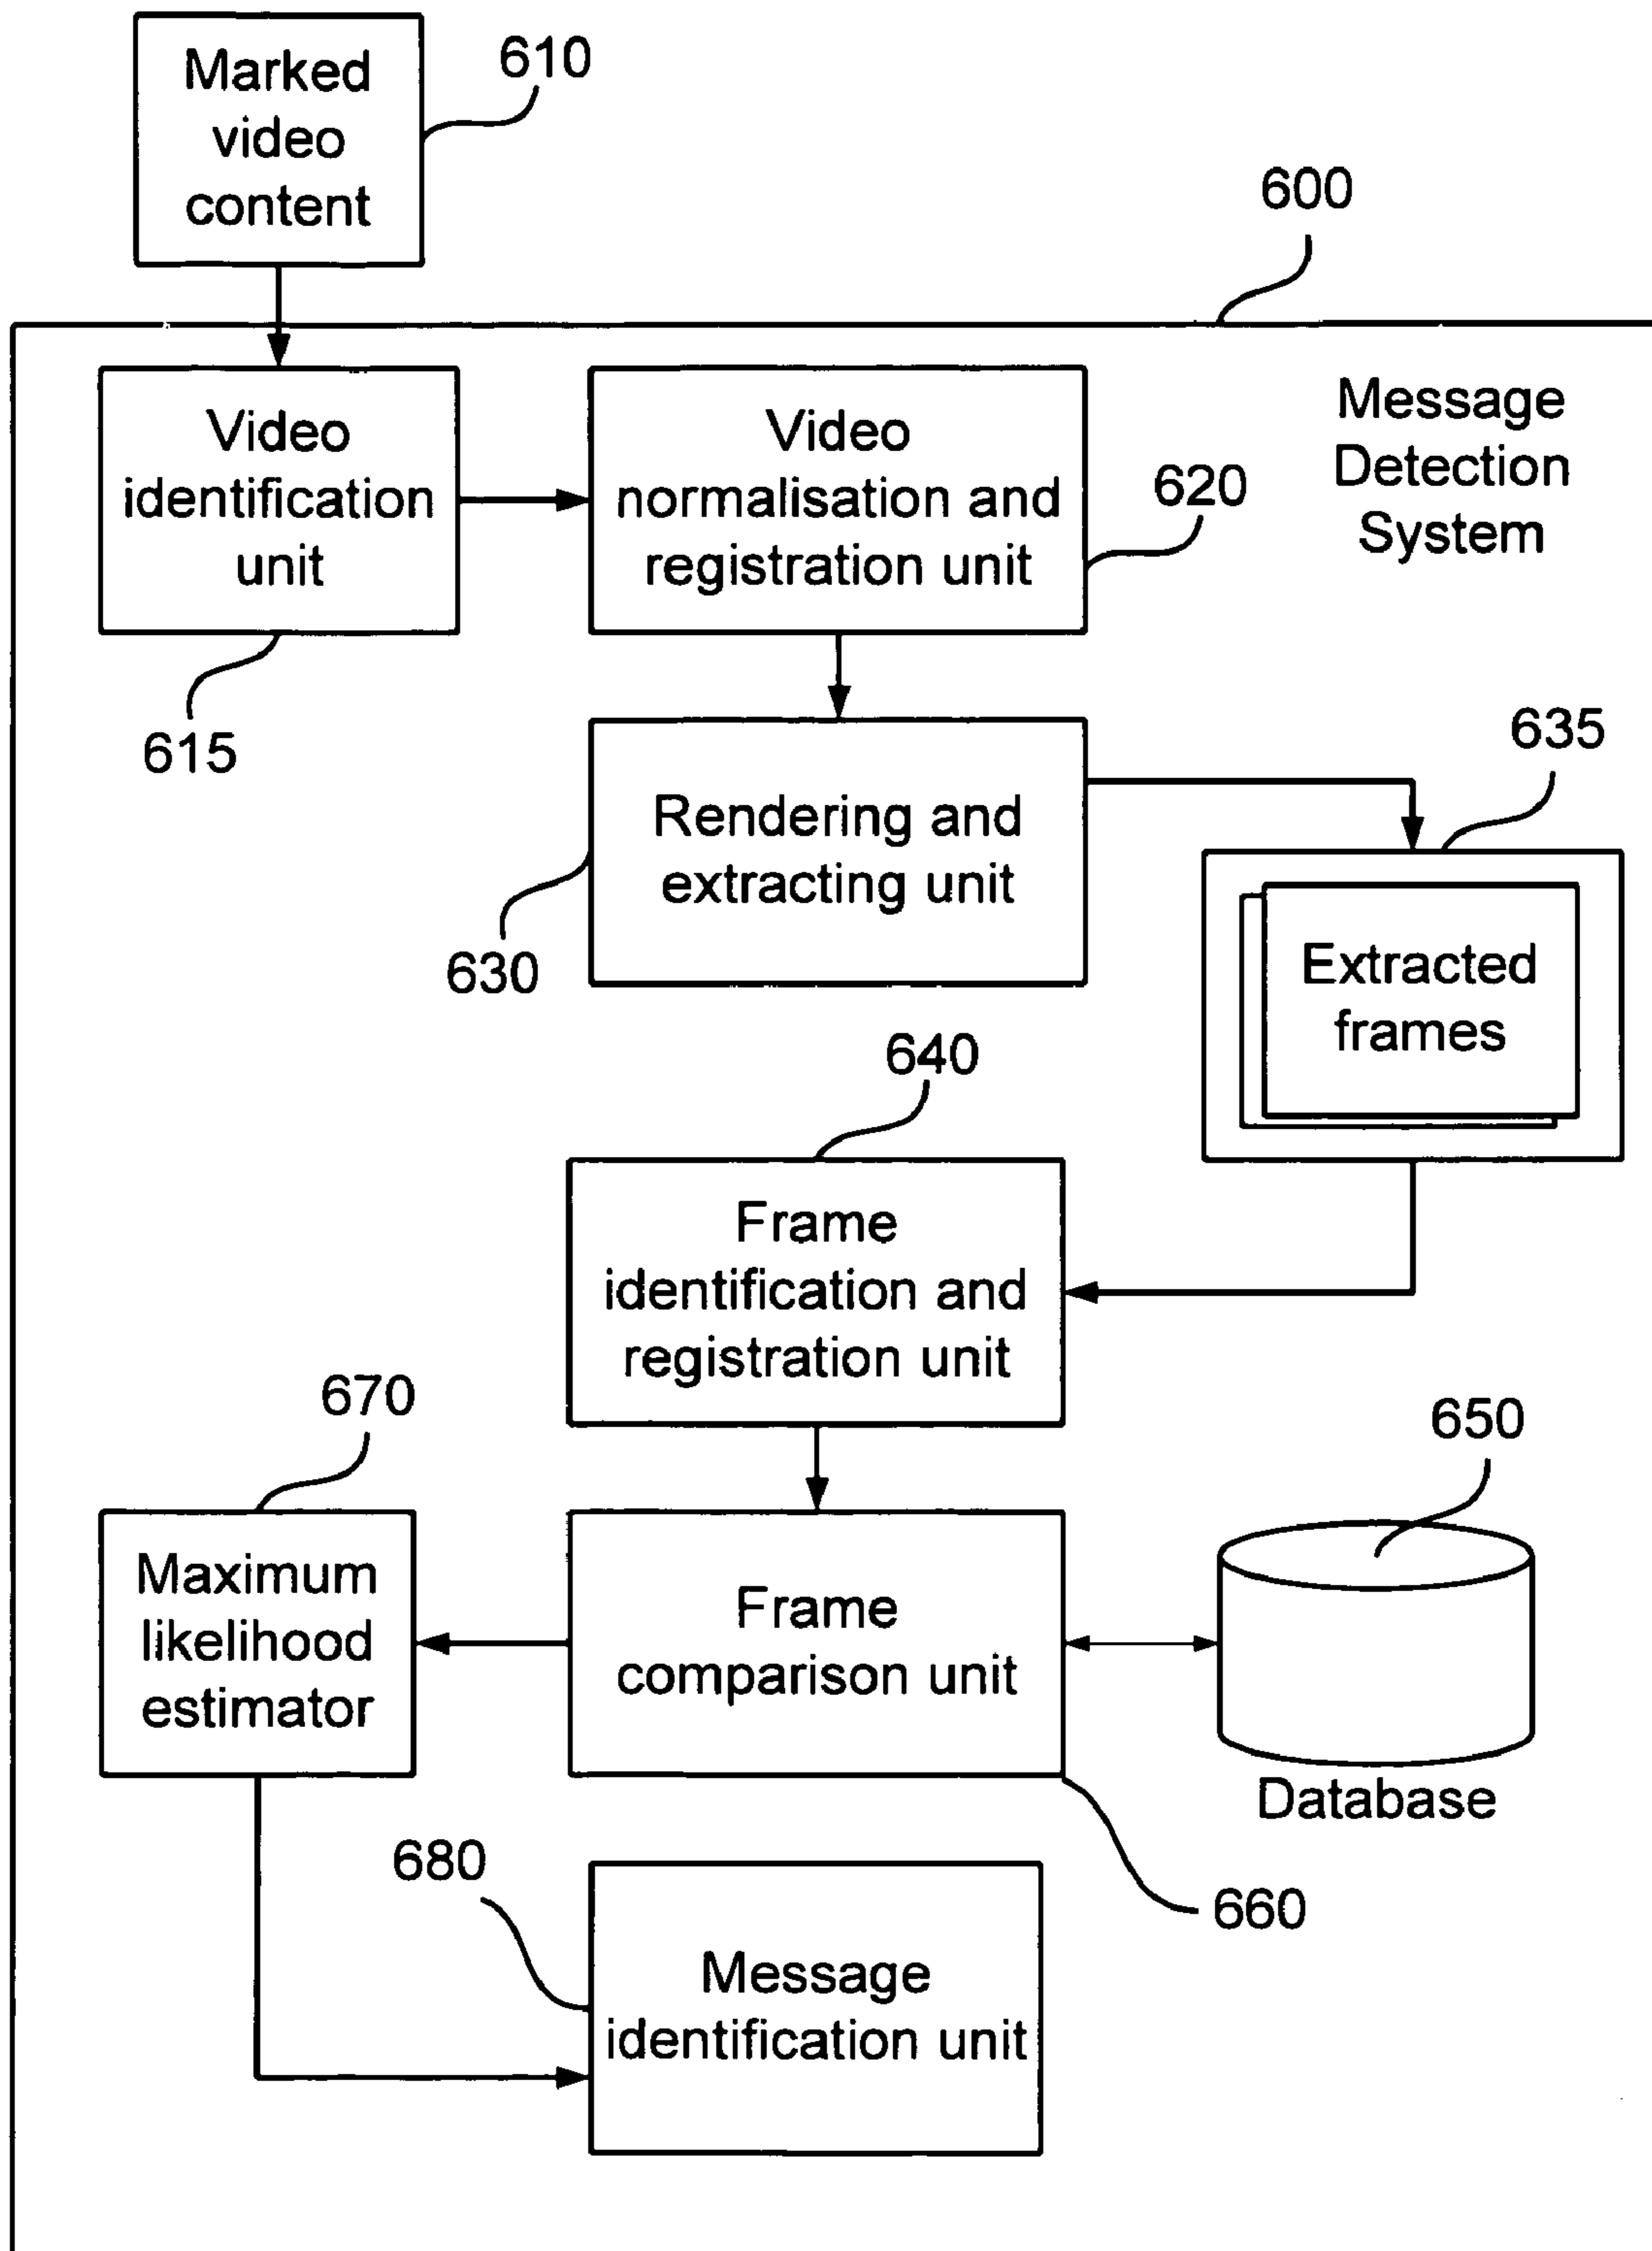 Marked
video
content
610
600
Video
identification
unit
Video
normalisation and
registration unit
620
Message
Detection
System
615
Rendering and
extracting unit
635
630
Extracted
frames
640
Frame
identification and
registration unit
670
650
Maximum
likelihood
estimator
Frame
comparison unit
Database
680
660
Message
identification unit